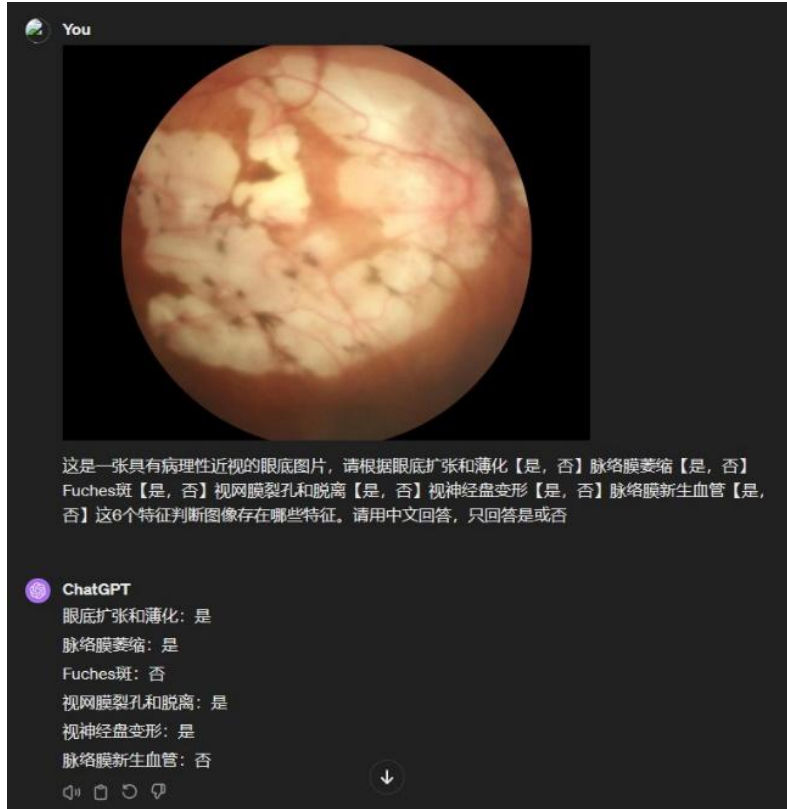 You
这是一张具有病理性近视的眼底图片，请根据眼底扩张和薄化【是，否】脉络膜萎缩【是，否】
Fuches斑【是，否】视网膜裂孔和脱离【是，否】视神经盘变形【是，否】脉络膜新生血管【是，
否】这6个特征判断图像存在哪些特征。请用中文回答，只回答是或否
ChatGPT
眼底扩张和薄化：是
脉络膜萎缩：是
Fuches斑：否
视网膜裂孔和脱离：是
视神经盘变形：是
脉络膜新生血管：否